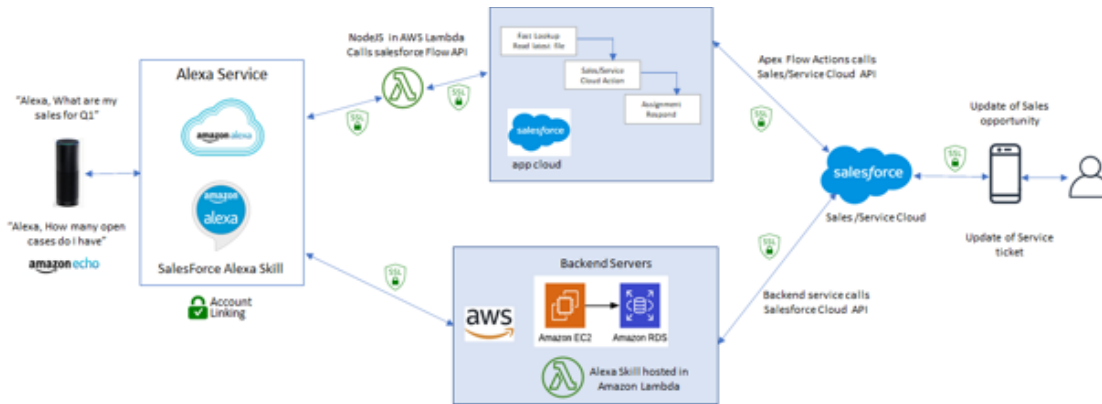 "Alexa, What are my
sales for Q1"
"Alexa, How many open
cases do I have"
amazon echo
Alexa Service
amazon alexa
amazon
alexa
SalesForce Alexa Skill
Account
Linking
NodeJS in AWS Lambda
Calls salesforce Flow API
SSL
SSL
SSL
Fast Lookup
Read latest file
Sales/Service
Cloud Action
Assignment
Respond
salesforce
app cloud
Backend Servers
aws
Amazon EC2
Amazon RDS
Alexa Skill hosted in
Amazon Lambda
Apex Flow Actions calls
Sales/Service Cloud API
SSL
salesforce
Sales /Service Cloud
SSL
Backend service calls
Salesforce Cloud API
SSL
Update of Sales
opportunity
Update of Service
ticket